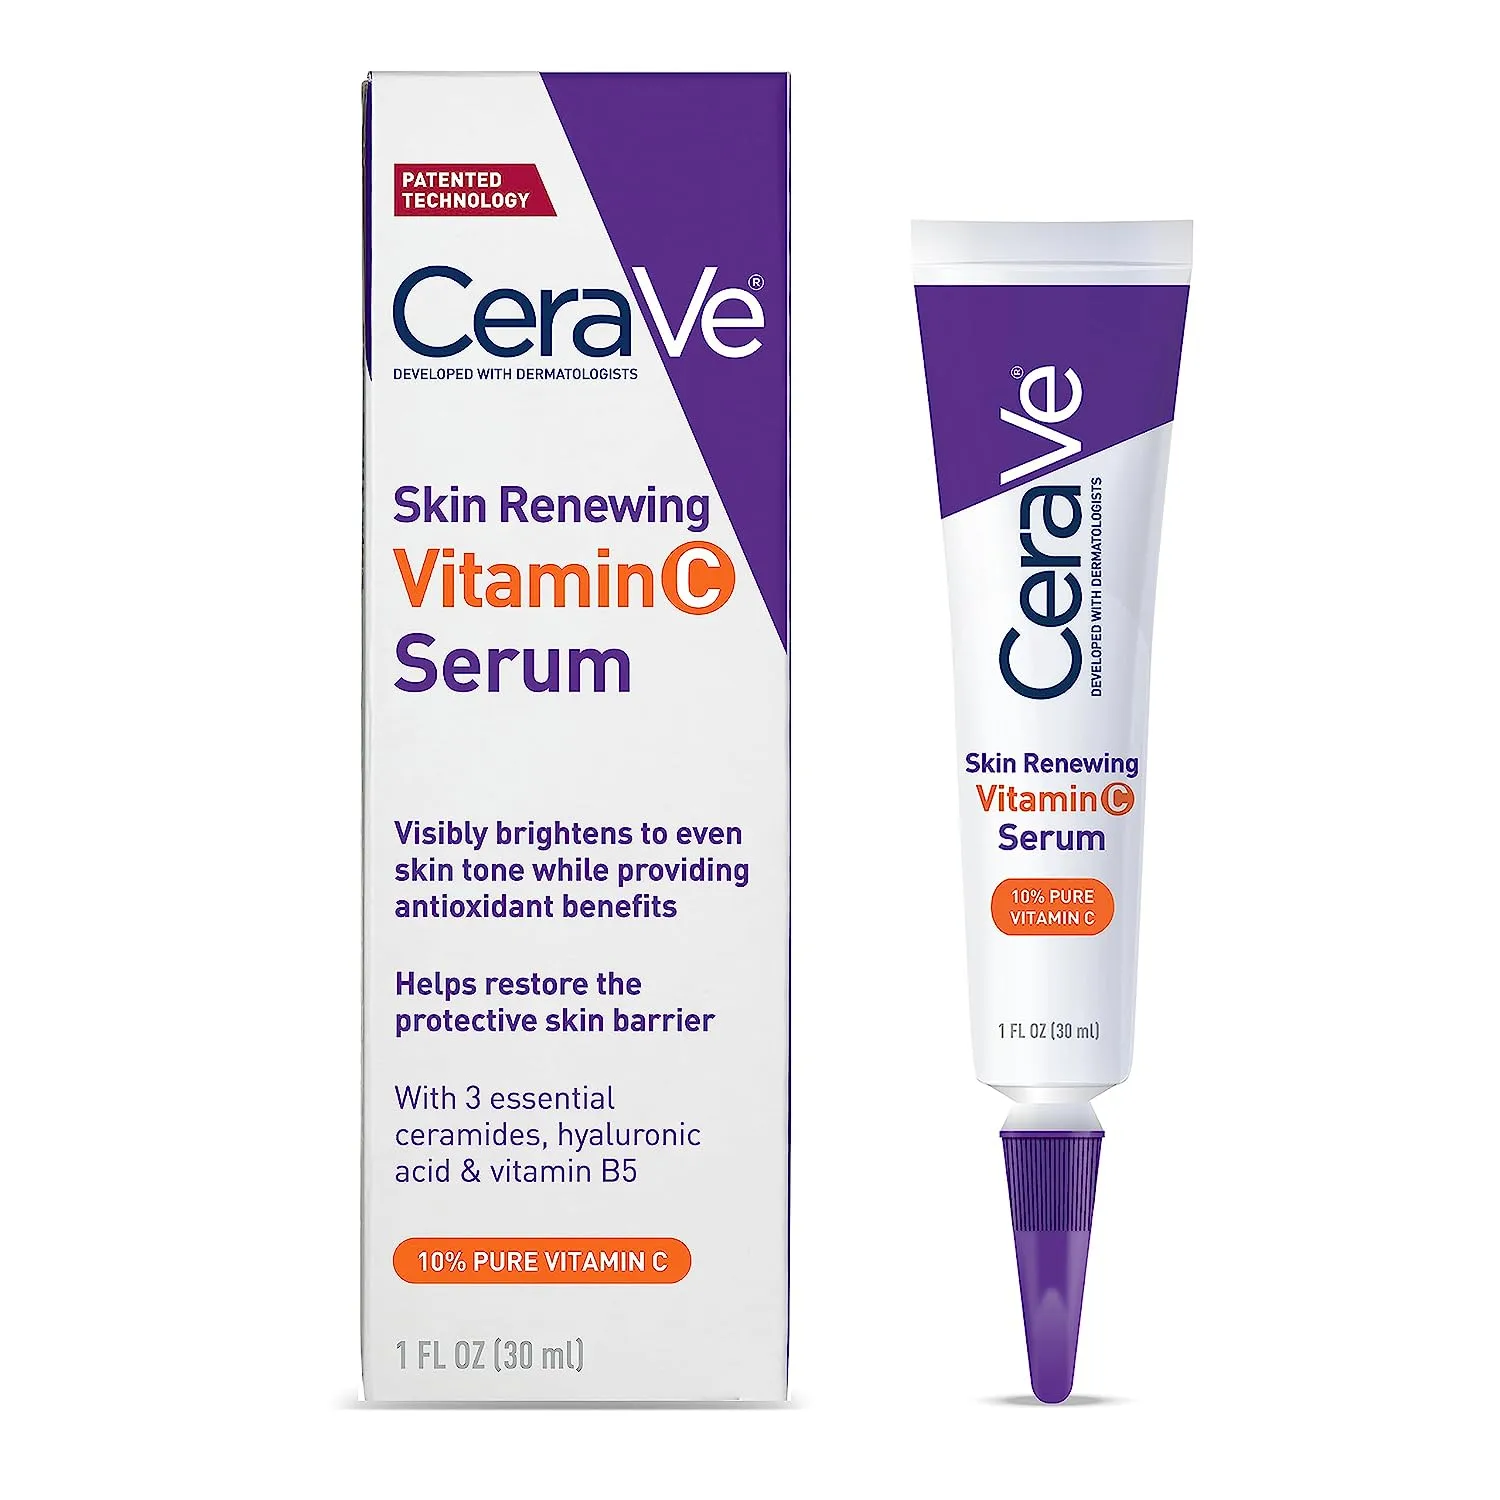 PATENTED
TECHNOLOGY
CeraVe®
DEVELOPED WITH DERMATOLOGISTS
Skin Renewing
Vitamin C
Serum
Visibly brightens to even
skin tone while providing
antioxidant benefits
Helps restore the
protective skin barrier
With 3 essential
ceramides, hyaluronic
acid & vitamin B5
10% PURE VITAMIN C
1 FL OZ (30 ml)
CeraVe®
DEVELOPED WITH DERMATOLOGISTS
Skin Renewing
Vitamin C
Serum
10% PURE
VITAMIN C
1 FL OZ (30 ml)